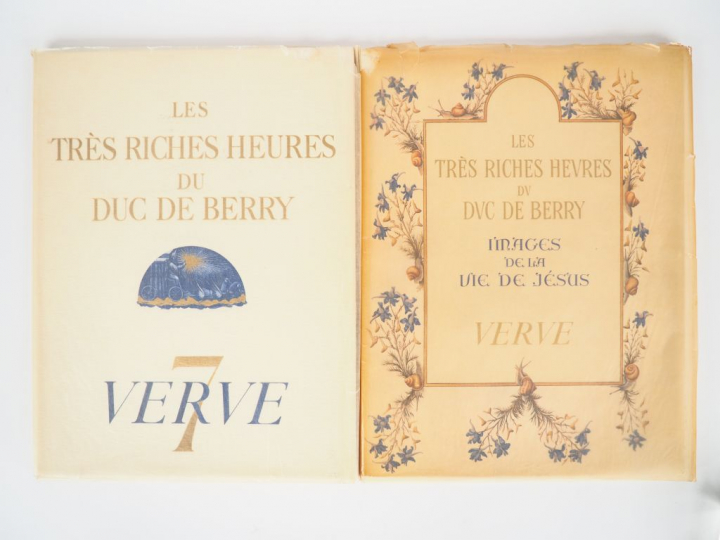 LES
TRÈS RICHES HEURES
DU
DUC DE BERRY
7
VERVE
LES
TRÈS RICHES HEVRES
DV
DVC DE BERRY
IMAGES
DE LA
VIE DE JÉSUS
VERVE